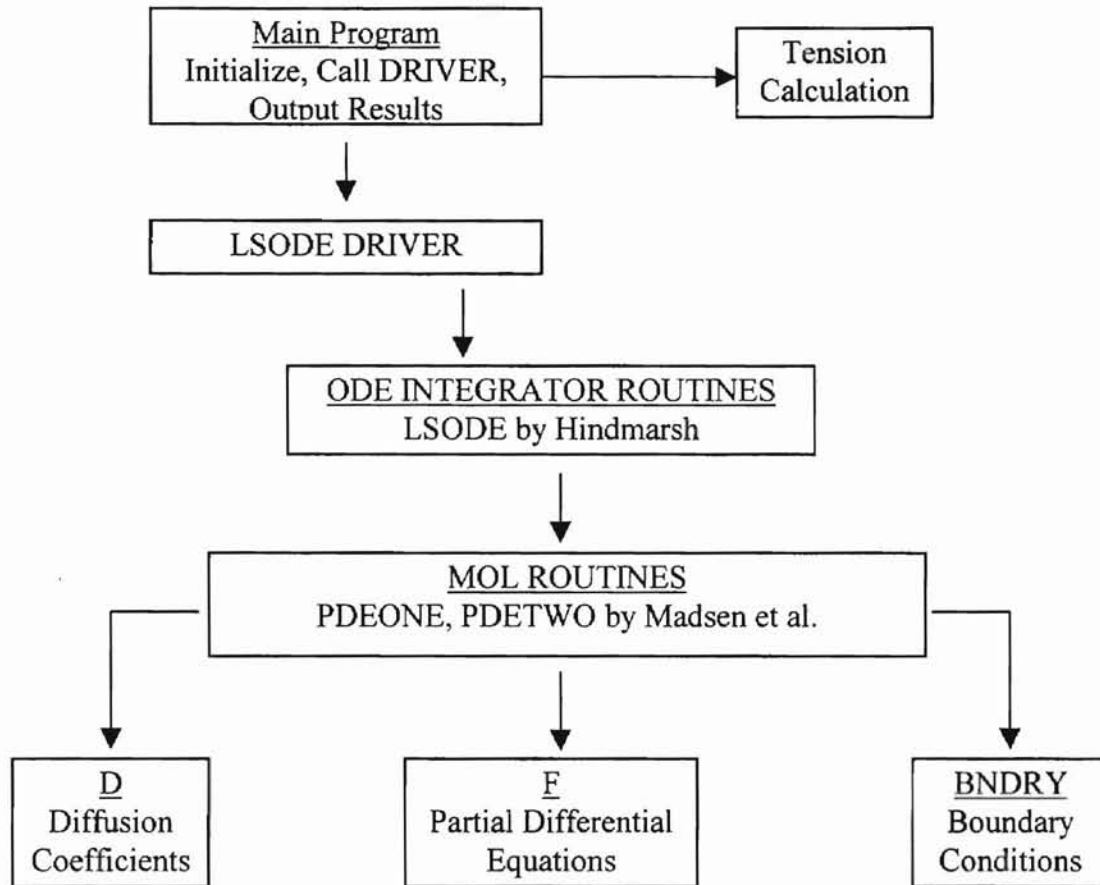 Main Program
Initialize, Call DRIVER,
Output Results
Tension
Calculation
LSODE DRIVER
ODE INTEGRATOR ROUTINES
LSODE by Hindmarsh
MOL ROUTINES
PDEONE, PDETWO by Madsen et al.
D
Diffusion
Coefficients
F
Partial Differential
Equations
BNDRY
Boundary
Conditions